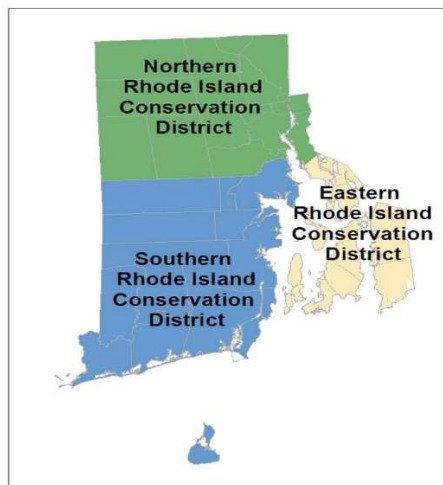 Northern
Rhode Island
Conservation
District
Eastern
Rhode Island
Conservation
District
Southern
Rhode Island
Conservation
District